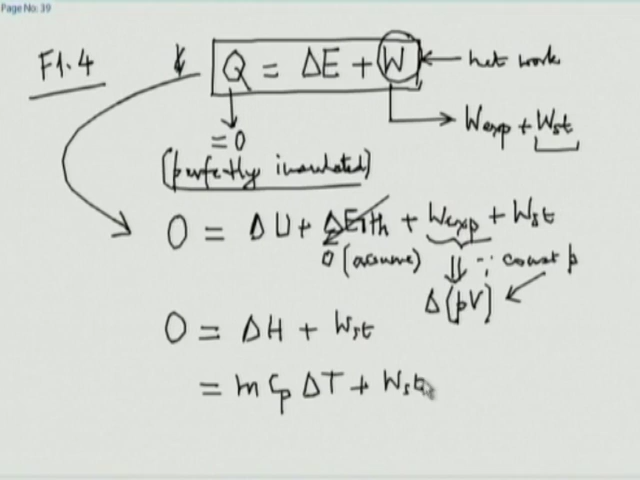 Page No: 39
F1.4
Q = ΔE + W ← net work
= 0
Wexp + Wst
(perfectly insulated)
0 = ΔU + ΔEoth + Wexp + Wst
0 (assume)
∵ const p
Δ(pV)
0 = ΔH + Wst
= m Cp ΔT + Wst